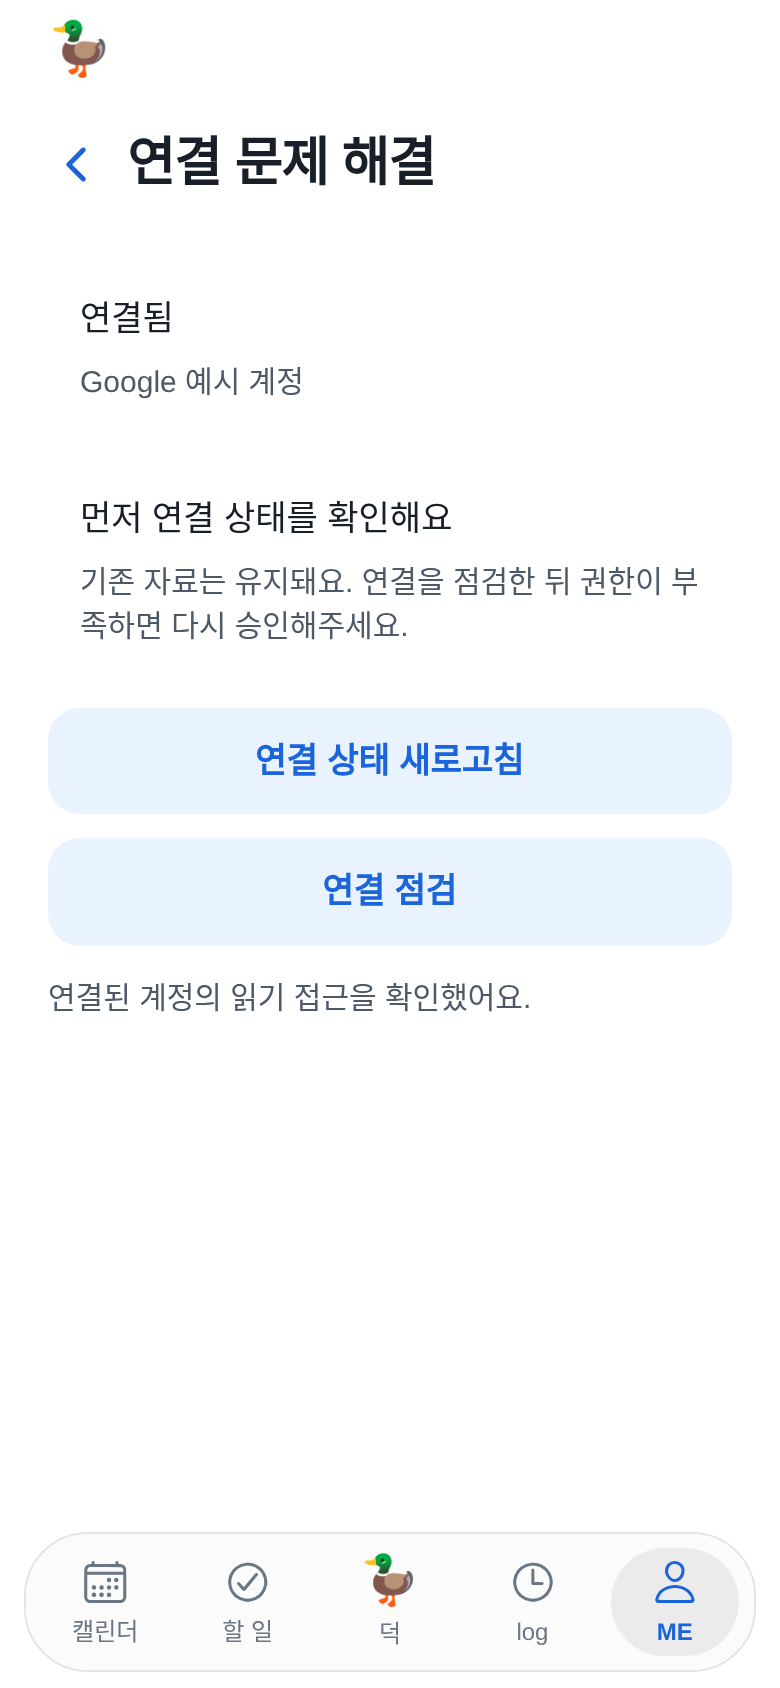 연결 문제 해결
연결됨
Google 예시 계정
먼저 연결 상태를 확인해요
기존 자료는 유지돼요. 연결을 점검한 뒤 권한이 부
족하면 다시 승인해주세요.
연결 상태 새로고침
연결 점검
연결된 계정의 읽기 접근을 확인했어요.
캘린더
할 일
덕
log
ME